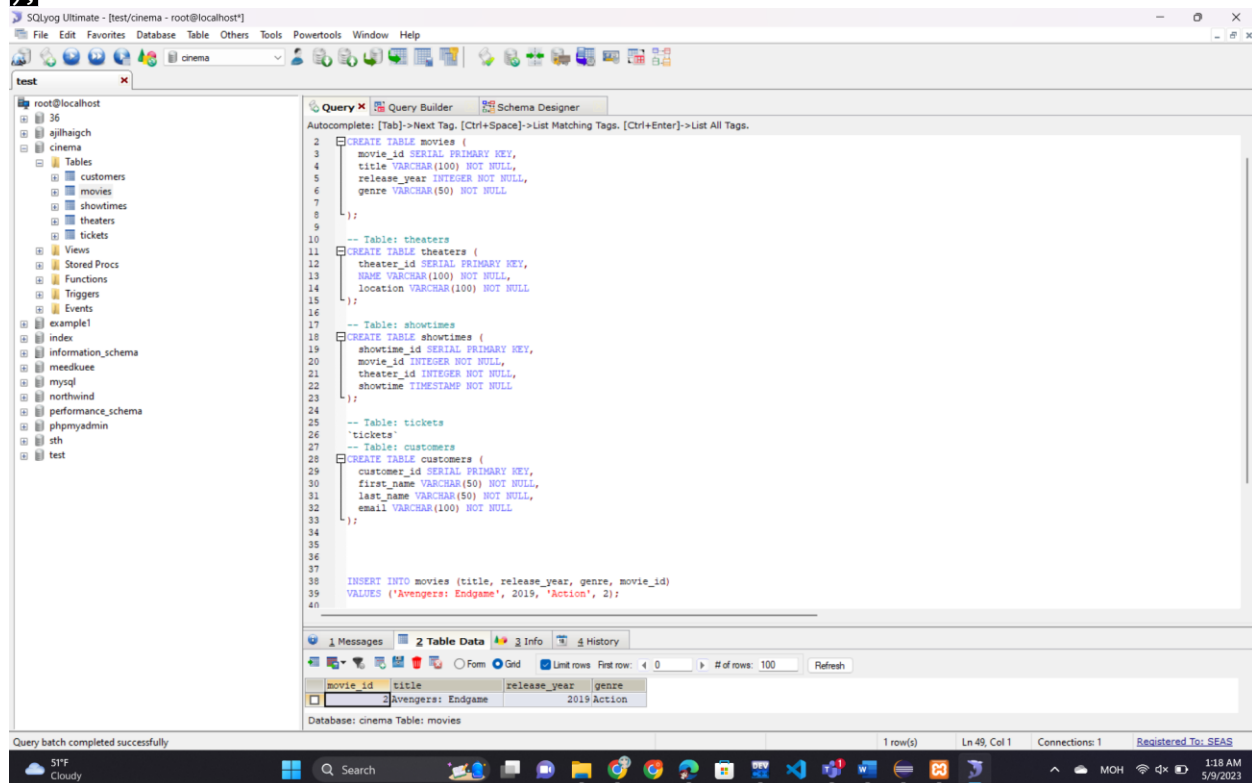 SQLyog Ultimate - [test/cinema - root@localhost*]
File Edit Favorites Database Table Others Tools Powertools Window Help
cinema
test
root@localhost
36
ajilhaigch
cinema
Tables
customers
movies
showtimes
theaters
tickets
Views
Stored Procs
Functions
Triggers
Events
example1
index
information_schema
meedkuee
mysql
northwind
performance_schema
phpmyadmin
sth
test
Query Query Builder Schema Designer
Autocomplete: [Tab]->Next Tag. [Ctrl+Space]->List Matching Tags. [Ctrl+Enter]->List All Tags.
2 CREATE TABLE movies (
3 movie_id SERIAL PRIMARY KEY,
4 title VARCHAR(100) NOT NULL,
5 release_year INTEGER NOT NULL,
6 genre VARCHAR(50) NOT NULL
7
8 );
9
10 -- Table: theaters
11 CREATE TABLE theaters (
12 theater_id SERIAL PRIMARY KEY,
13 NAME VARCHAR(100) NOT NULL,
14 location VARCHAR(100) NOT NULL
15 );
16
17 -- Table: showtimes
18 CREATE TABLE showtimes (
19 showtime_id SERIAL PRIMARY KEY,
20 movie_id INTEGER NOT NULL,
21 theater_id INTEGER NOT NULL,
22 showtime TIMESTAMP NOT NULL
23 );
24
25 -- Table: tickets
26 `tickets`
27 -- Table: customers
28 CREATE TABLE customers (
29 customer_id SERIAL PRIMARY KEY,
30 first_name VARCHAR(50) NOT NULL,
31 last_name VARCHAR(50) NOT NULL,
32 email VARCHAR(100) NOT NULL
33 );
34
35
36
37
38 INSERT INTO movies (title, release_year, genre, movie_id)
39 VALUES ('Avengers: Endgame', 2019, 'Action', 2);
40
1 Messages 2 Table Data 3 Info 4 History
Form Grid Limit rows First row: 0 # of rows: 100 Refresh
movie_id title release_year genre
2 Avengers: Endgame 2019 Action
Database: cinema Table: movies
Query batch completed successfully 1 row(s) Ln 49, Col 1 Connections: 1 Registered To: SEAS
51°F
Cloudy
Search
MOH
1:18 AM
5/9/2023